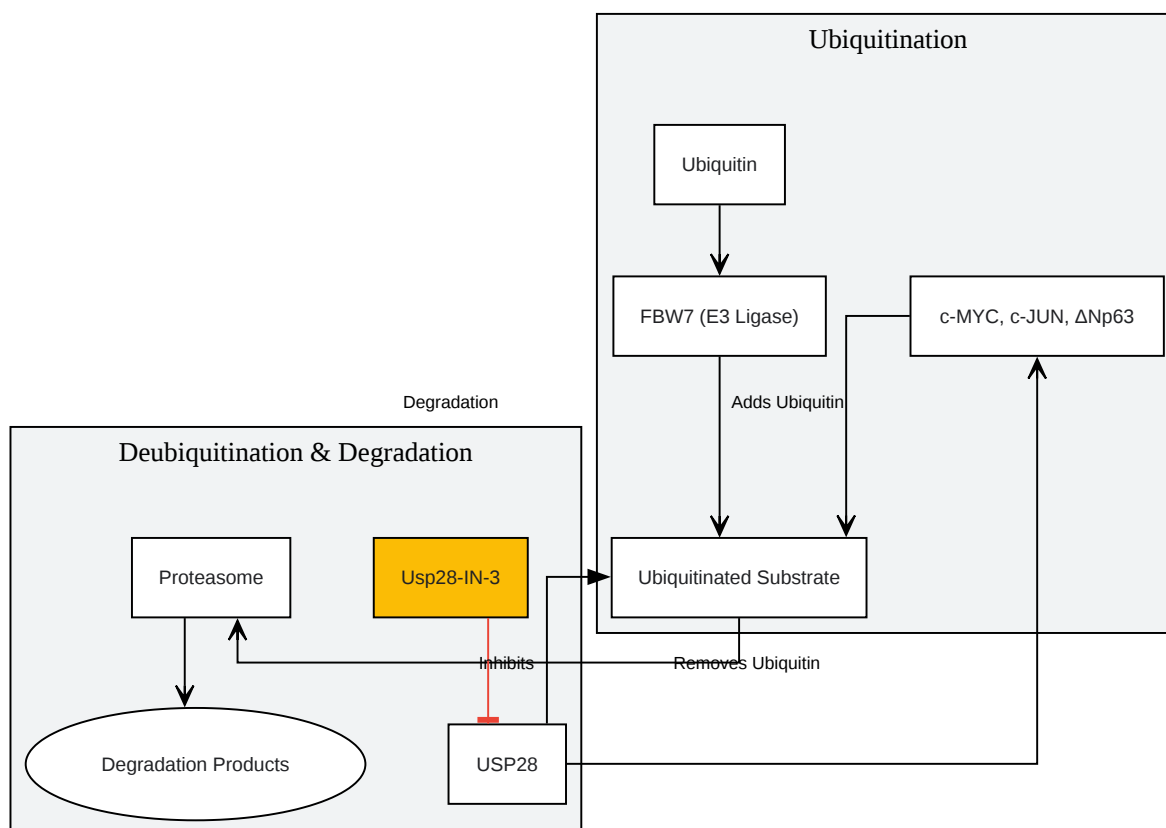 Ubiquitination
Ubiquitin
FBW7 (E3 Ligase)
c-MYC, c-JUN, ΔNp63
Degradation
Adds Ubiquitin
Deubiquitination & Degradation
Proteasome
Usp28-IN-3
Ubiquitinated Substrate
Inhibits
Removes Ubiquitin
Degradation Products
USP28